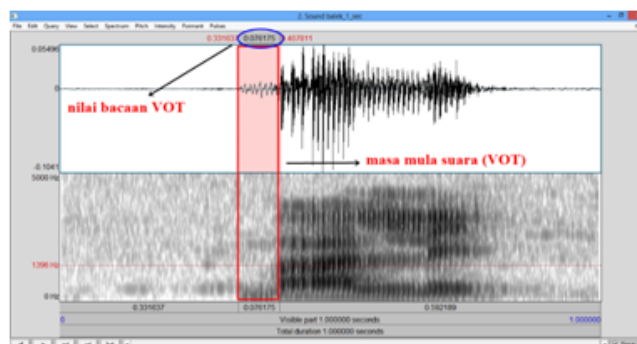 2. Sound tarek_1_sec
File Edit Query View Select Spectrum Pitch Intensity Formant Pulses
0.331637 0.076175 0.407811
0.05496
0
nilai bacaan VOT
masa mula suara (VOT)
-0.1041
5000 Hz
1396 Hz
0 Hz
0.331637 0.076175 0.592189
0 Visible part 1.000000 seconds 1.000000
Total duration 1.000000 seconds